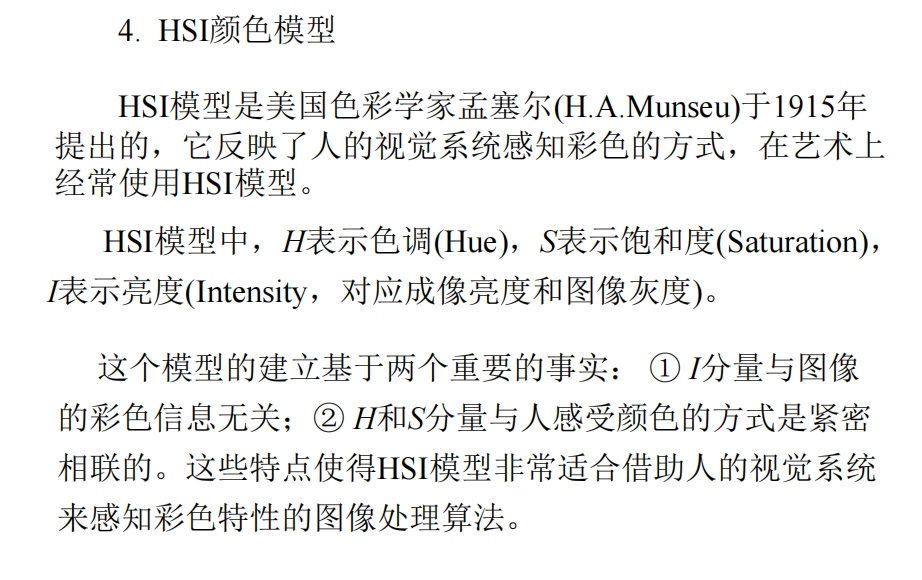 4. HSI颜色模型
HSI模型是美国色彩学家孟塞尔(H.A.Munseu)于1915年
提出的，它反映了人的视觉系统感知彩色的方式，在艺术上
经常使用HSI模型。
HSI模型中，H表示色调(Hue)，S表示饱和度(Saturation)，
I表示亮度(Intensity，对应成像亮度和图像灰度)。
这个模型的建立基于两个重要的事实： ① I分量与图像
的彩色信息无关；② H和S分量与人感受颜色的方式是紧密
相联的。这些特点使得HSI模型非常适合借助人的视觉系统
来感知彩色特性的图像处理算法。